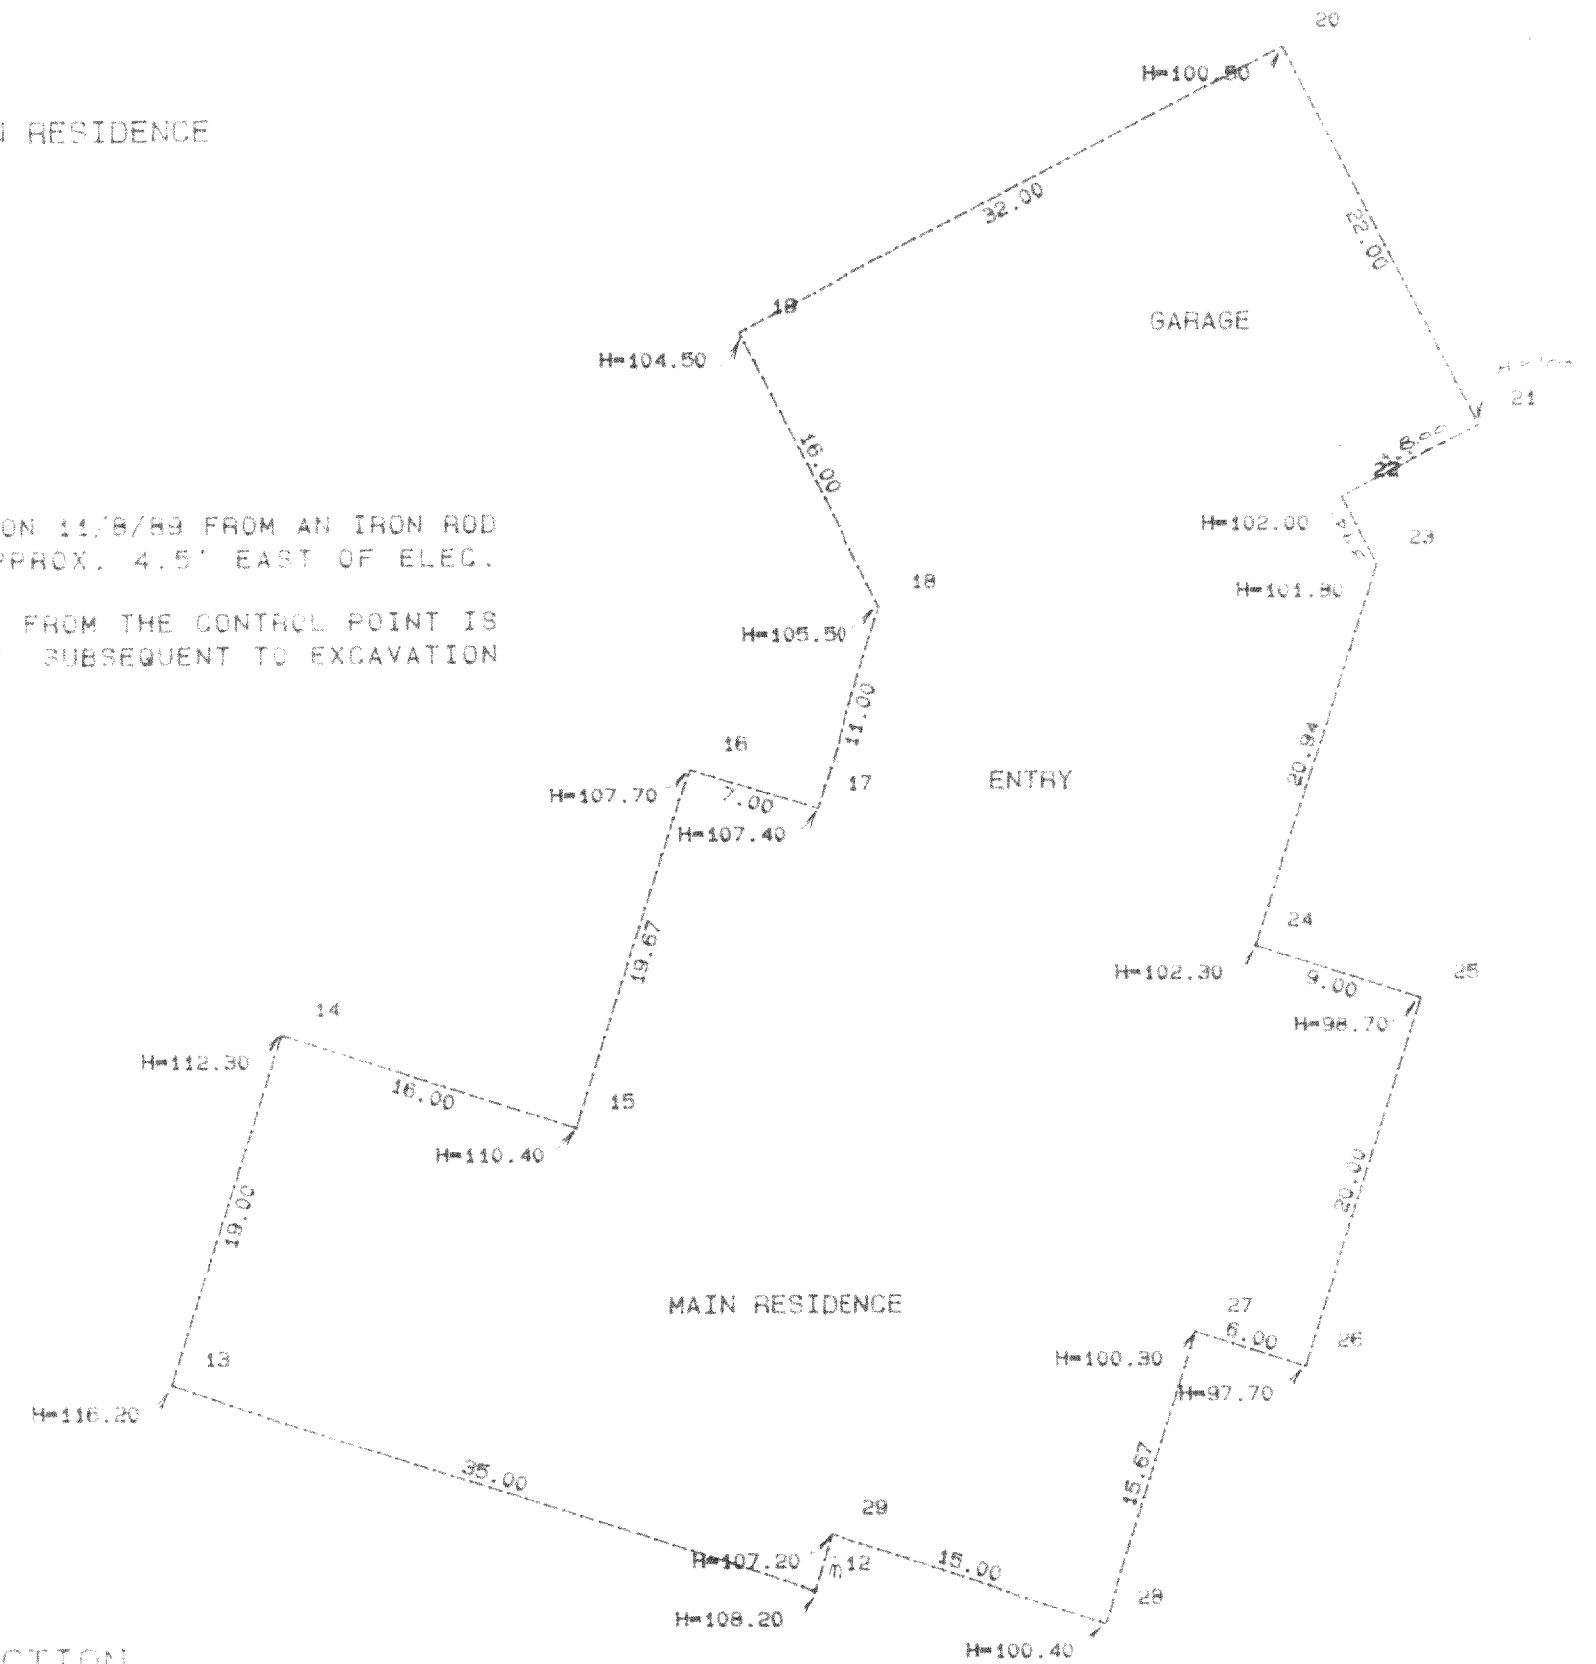 20
H=100.80
RESIDENCE
32.00
22.00
18
GARAGE
H=104.50
21
8.00
22
16.00
ON 11/8/89 FROM AN IRON ROD
H=102.00
23
APPROX. 4.5' EAST OF ELEC.
18
H=101.80
FROM THE CONTROL POINT IS
H=105.50
SUBSEQUENT TO EXCAVATION
11.00
16
20.94
ENTRY
17
H=107.70
7.00
H=107.40
24
19.67
25
H=102.30
9.00
14
H=98.70
H=112.30
16.00
15
H=110.40
20.00
19.00
MAIN RESIDENCE
27
6.00
26
13
H=100.30
H=97.70
H=116.20
35.00
15.67
29
H=107.20
12
15.00
28
H=108.20
H=100.40